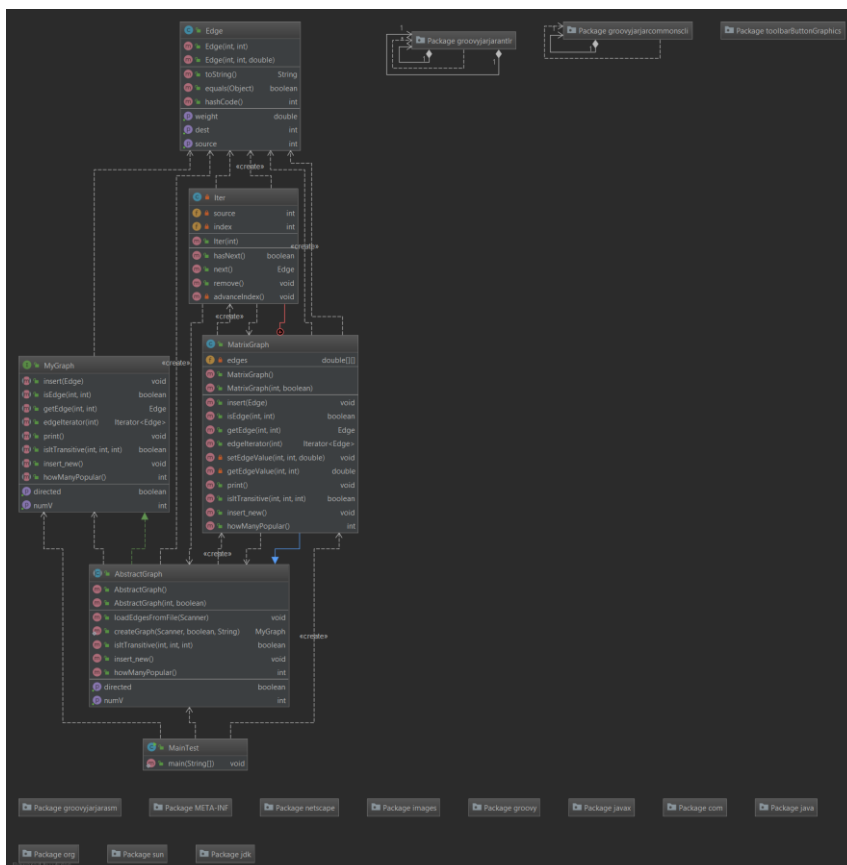 Edge
Edge(int, int)
Edge(int, int, double)
toString() String
equals(Object) boolean
hashCode() int
weight double
dest int
source int
1
Package groovyjarjarantlr
1
1
1
Package groovyjarjarcommonscli
1
Package toolbarButtonGraphics
«create»
Iter
source int
index int
Iter(int)
«create»
hasNext() boolean
next() Edge
remove() void
advanceIndex() void
«create»
MatrixGraph
edges double[][]
MatrixGraph()
MatrixGraph(int, boolean)
insert(Edge) void
isEdge(int, int) boolean
getEdge(int, int) Edge
edgeIterator(int) Iterator<Edge>
setEdgeValue(int, int, double) void
getEdgeValue(int, int) double
print() void
isItTransitive(int, int, int) boolean
insert_new() void
howManyPopular() int
«create»
MyGraph
insert(Edge) void
isEdge(int, int) boolean
getEdge(int, int) Edge
edgeIterator(int) Iterator<Edge>
print() void
isItTransitive(int, int, int) boolean
insert_new() void
howManyPopular() int
directed boolean
numV int
«create»
AbstractGraph
AbstractGraph()
AbstractGraph(int, boolean)
loadEdgesFromFile(Scanner) void
createGraph(Scanner, boolean, String) MyGraph
isItTransitive(int, int, int) boolean
insert_new() void
howManyPopular() int
directed boolean
numV int
«create»
MainTest
main(String[]) void
Package groovyjarjarasm
Package META-INF
Package netscape
Package images
Package groovy
Package javax
Package com
Package java
Package org
Package sun
Package jdk